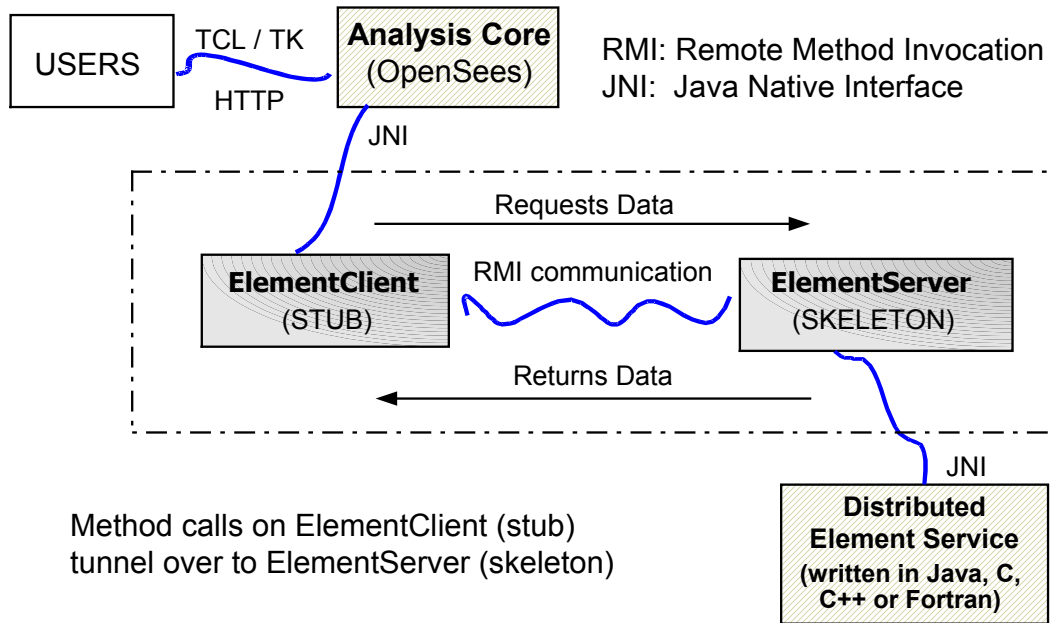 USERS
TCL / TK
HTTP
Analysis Core
(OpenSees)
RMI: Remote Method Invocation
JNI:  Java Native Interface
JNI
Requests Data
ElementClient
(STUB)
RMI communication
ElementServer
(SKELETON)
Returns Data
JNI
Method calls on ElementClient (stub)
tunnel over to ElementServer (skeleton)
Distributed
Element Service
(written in Java, C,
C++ or Fortran)